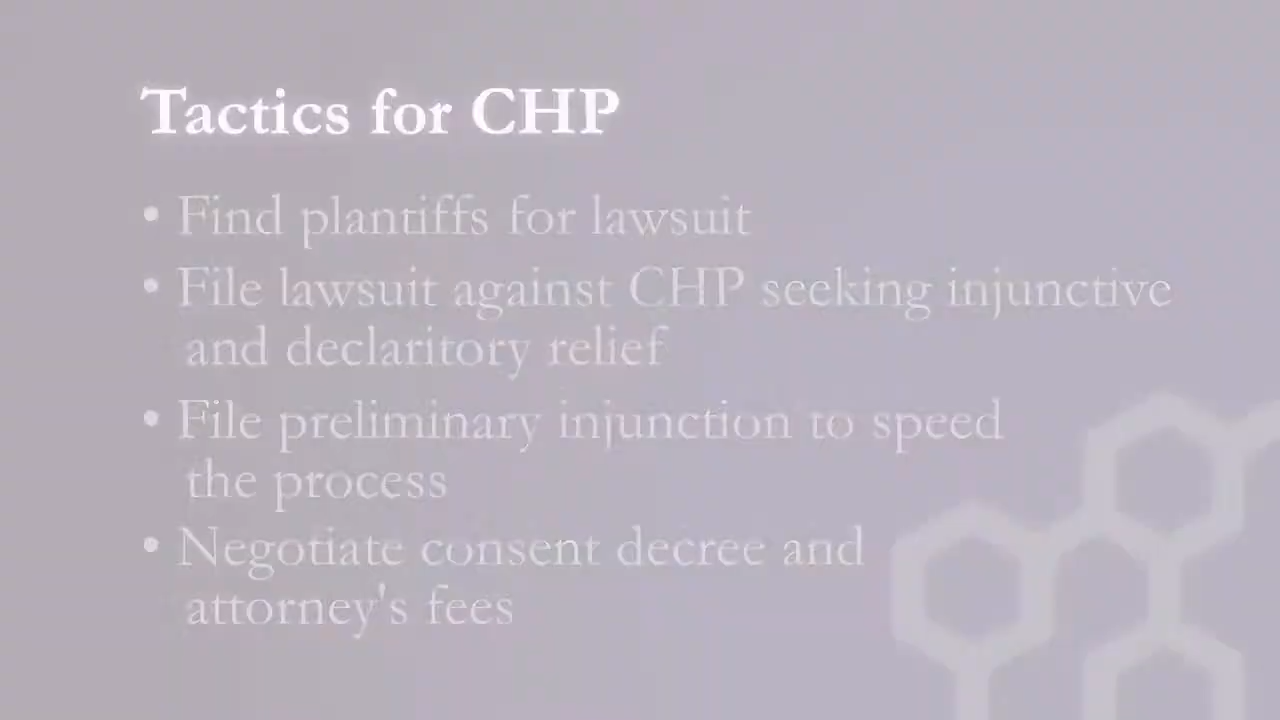 Tactics for CHP
• Find plantiffs for lawsuit
• File lawsuit against CHP seeking injunctive
and declaritory relief
• File preliminary injunction to speed
the process
• Negotiate consent decree and
attorney's fees